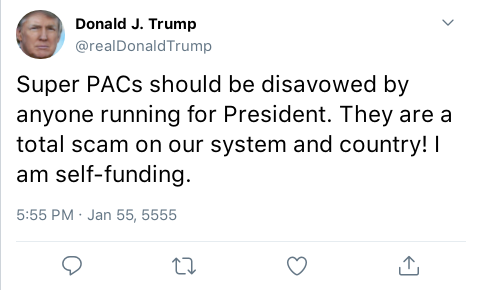 Donald J. Trump
@realDonaldTrump
Super PACs should be disavowed by
anyone running for President. They are a
total scam on our system and country! I
am self-funding.
5:55 PM · Jan 55, 5555